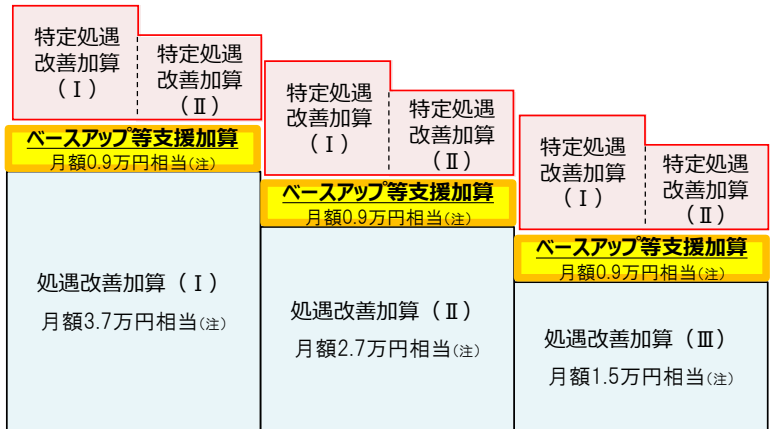 特定処遇
改善加算
(Ⅰ)
特定処遇
改善加算
(Ⅱ)
ベースアップ等支援加算
月額0.9万円相当(注)
処遇改善加算(Ⅰ)
月額3.7万円相当(注)
特定処遇
改善加算
(Ⅰ)
特定処遇
改善加算
(Ⅱ)
ベースアップ等支援加算
月額0.9万円相当(注)
処遇改善加算(Ⅱ)
月額2.7万円相当(注)
特定処遇
改善加算
(Ⅰ)
特定処遇
改善加算
(Ⅱ)
ベースアップ等支援加算
月額0.9万円相当(注)
処遇改善加算(Ⅲ)
月額1.5万円相当(注)